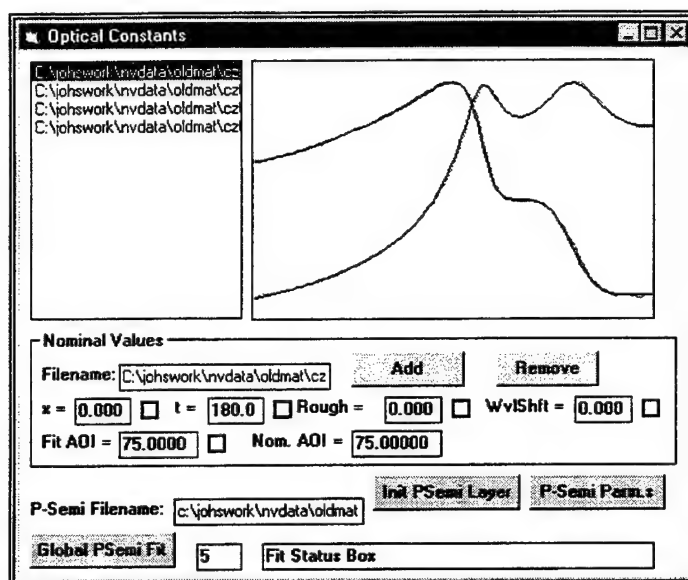 Optical Constants
C:\johswork\nvdata\oldmat\cz
C:\johswork\nvdata\oldmat\czl
C:\johswork\nvdata\oldmat\czl
C:\johswork\nvdata\oldmat\czl
Nominal Values
Filename: C:\johswork\nvdata\oldmat\cz Add Remove
x = 0.000 t = 180.0 Rough = 0.000 WvlShft = 0.000
Fit AOI = 75.0000 Nom. AOI = 75.00000
Init PSemi Layer P-Semi Parm.s
P-Semi Filename: c:\johswork\nvdata\oldmat
Global PSemi Fit 5 Fit Status Box